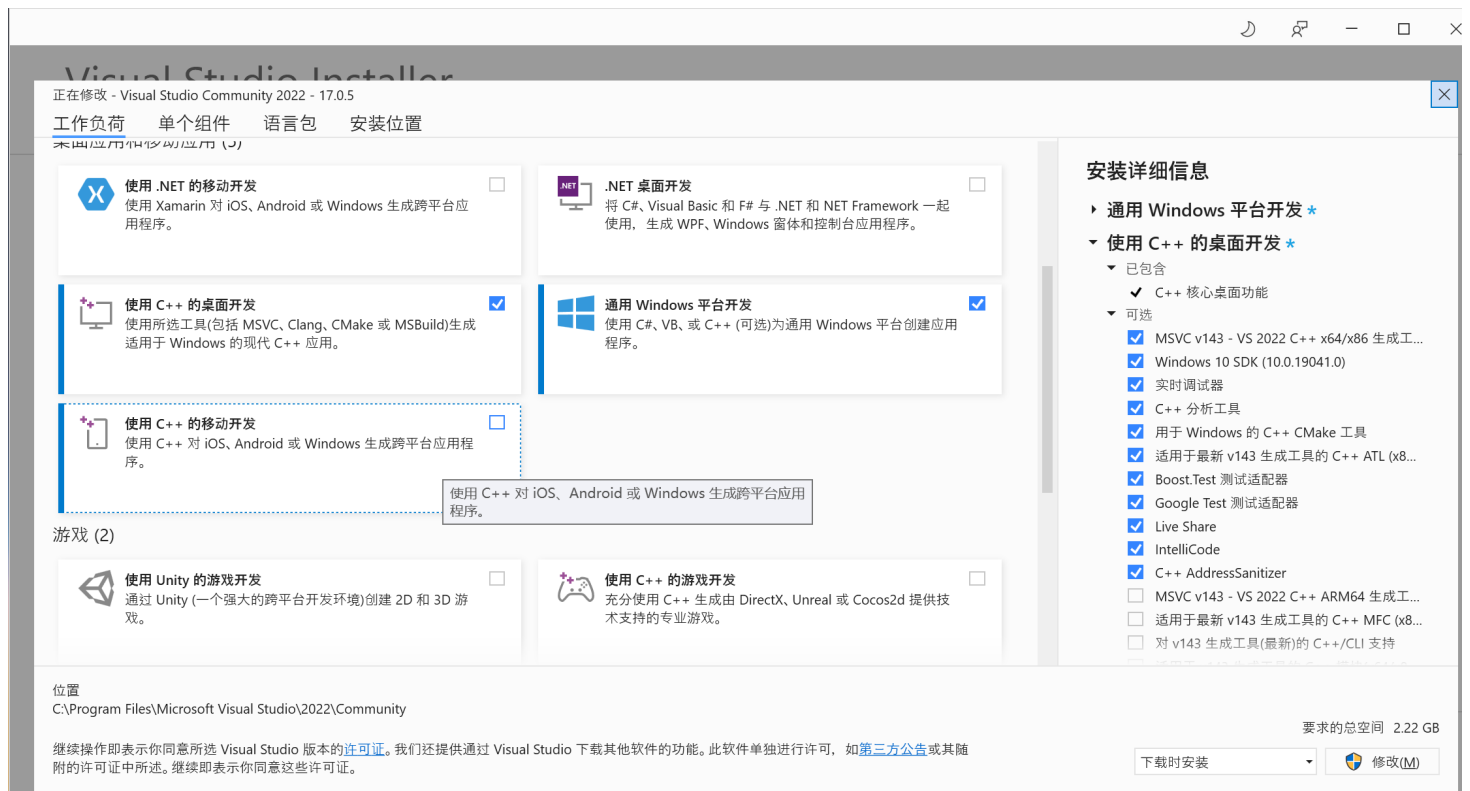 Visual Studio Installer
正在修改 - Visual Studio Community 2022 - 17.0.5
工作负荷 单个组件 语言包 安装位置
桌面应用和移动应用 (5)
使用 .NET 的移动开发
使用 Xamarin 对 iOS、Android 或 Windows 生成跨平台应
用程序。
.NET
.NET 桌面开发
将 C#、Visual Basic 和 F# 与 .NET 和 NET Framework 一起
使用，生成 WPF、Windows 窗体和控制台应用程序。
使用 C++ 的桌面开发
使用所选工具(包括 MSVC、Clang、CMake 或 MSBuild)生成
适用于 Windows 的现代 C++ 应用。
通用 Windows 平台开发
使用 C#、VB、或 C++ (可选)为通用 Windows 平台创建应用
程序。
使用 C++ 的移动开发
使用 C++ 对 iOS、Android 或 Windows 生成跨平台应用程
序。
使用 C++ 对 iOS、Android 或 Windows 生成跨平台应用
程序。
游戏 (2)
使用 Unity 的游戏开发
通过 Unity (一个强大的跨平台开发环境)创建 2D 和 3D 游
戏。
使用 C++ 的游戏开发
充分使用 C++ 生成由 DirectX、Unreal 或 Cocos2d 提供技
术支持的专业游戏。
安装详细信息
通用 Windows 平台开发 *
使用 C++ 的桌面开发 *
已包含
C++ 核心桌面功能
可选
MSVC v143 - VS 2022 C++ x64/x86 生成工...
Windows 10 SDK (10.0.19041.0)
实时调试器
C++ 分析工具
用于 Windows 的 C++ CMake 工具
适用于最新 v143 生成工具的 C++ ATL (x8...
Boost.Test 测试适配器
Google Test 测试适配器
Live Share
IntelliCode
C++ AddressSanitizer
MSVC v143 - VS 2022 C++ ARM64 生成工...
适用于最新 v143 生成工具的 C++ MFC (x8...
对 v143 生成工具(最新)的 C++/CLI 支持
位置
C:\Program Files\Microsoft Visual Studio\2022\Community
继续操作即表示你同意所选 Visual Studio 版本的许可证。我们还提供通过 Visual Studio 下载其他软件的功能。此软件单独进行许可，如第三方公告或其随
附的许可证中所述。继续即表示你同意这些许可证。
要求的总空间 2.22 GB
下载时安装
修改(M)